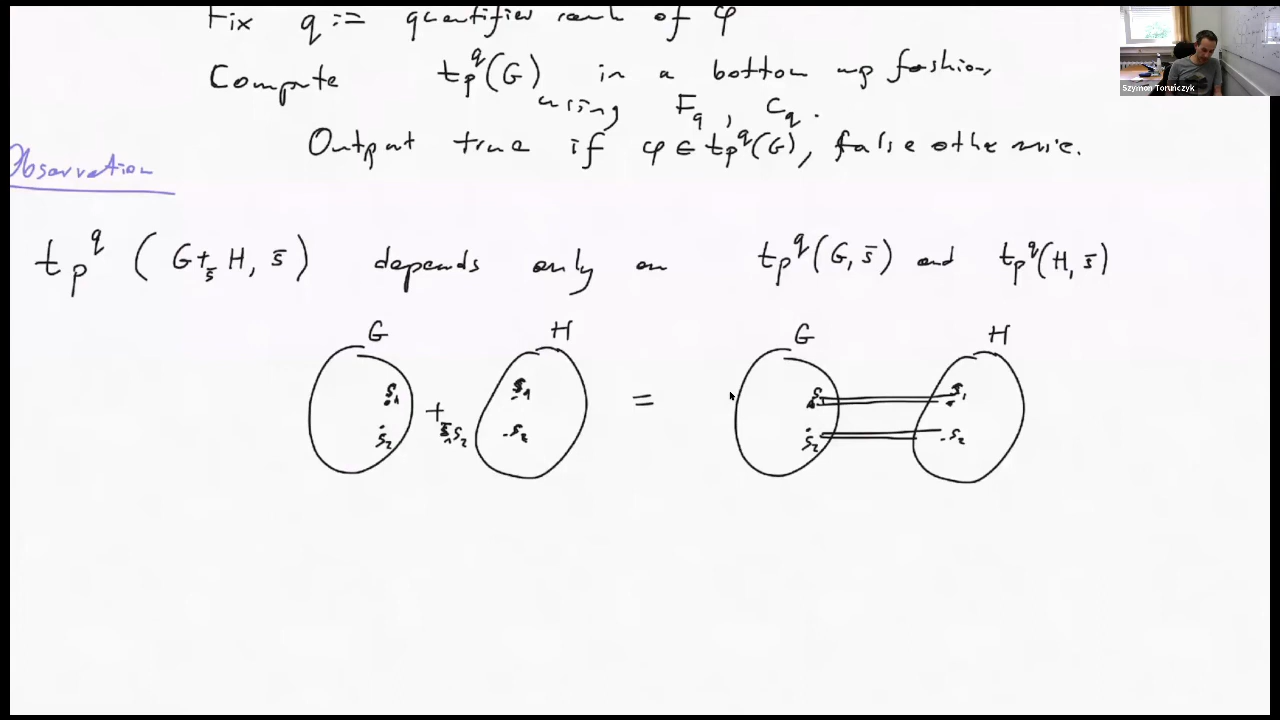 Fix q := quantifier rank of φ
Compute tp^q(G) in a bottom up fashion,
using F_q, C_q.
Output true if φ ∈ tp^q(G), false otherwise.
Observation
tp^q (G +_s̄ H, s̄) depends only on tp^q(G, s̄) and tp^q(H, s̄)
G H G H
s₁ s₁ s₁ s₁
+ s₁s₂ =
s₂ s₂ s₂ s₂
Szymon Toruńczyk